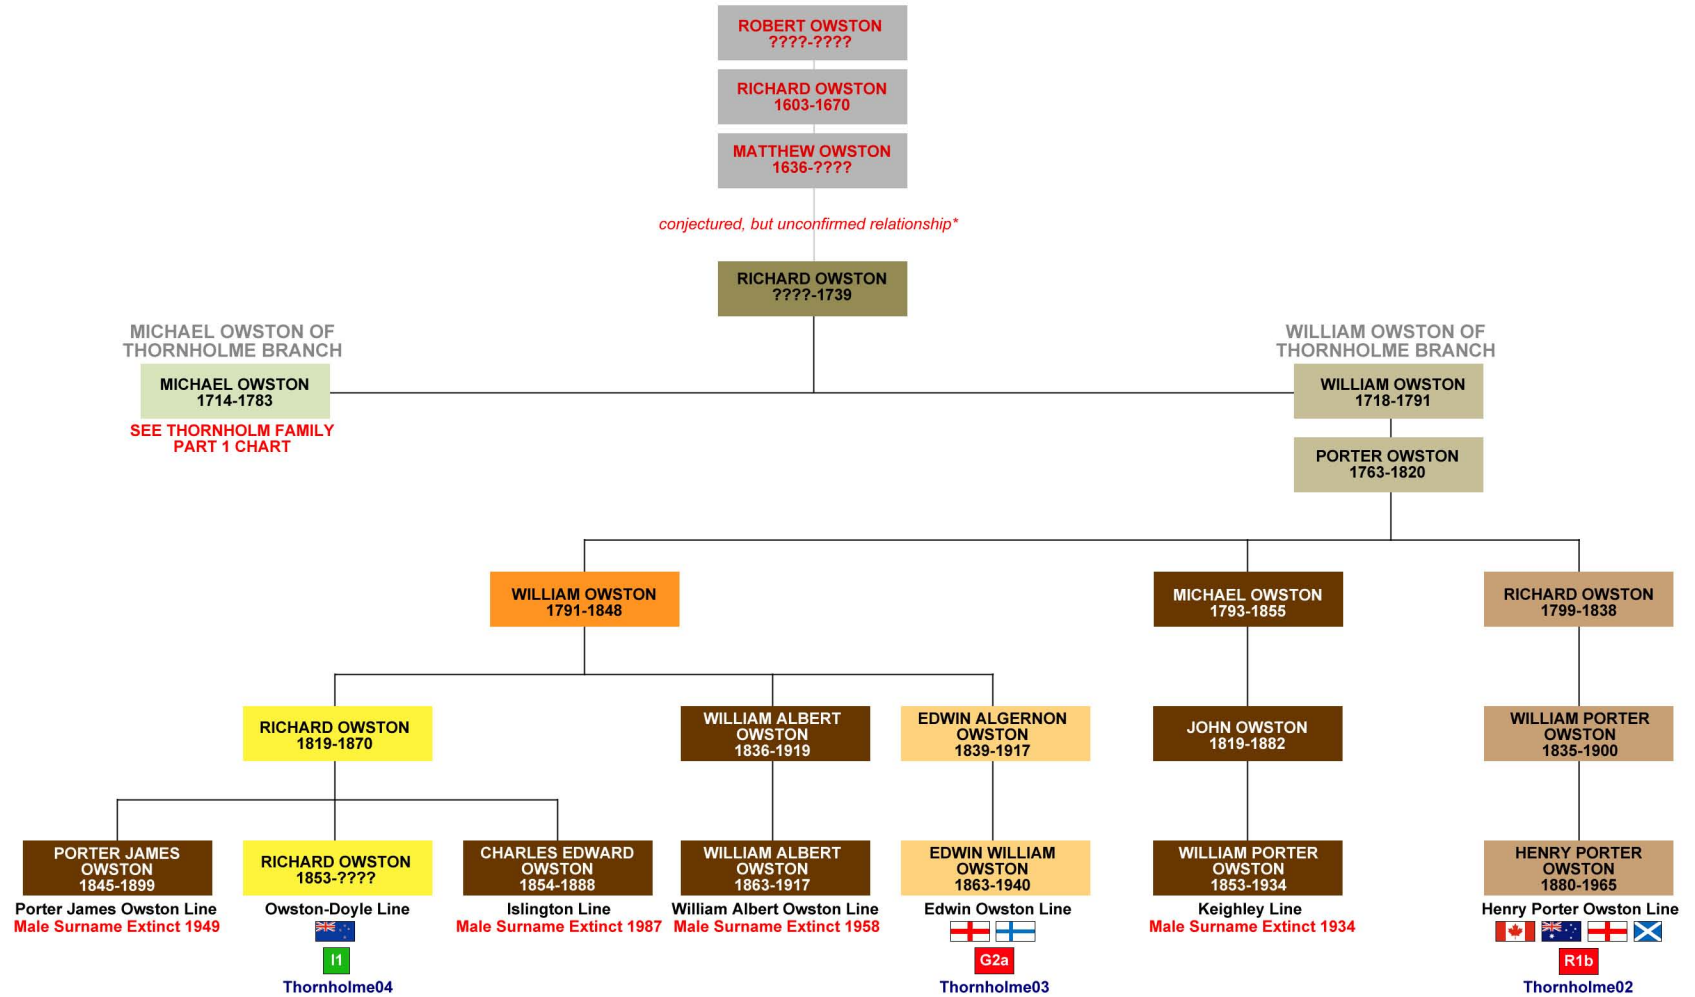 ROBERT OWSTON
????-????
RICHARD OWSTON
1603-1670
MATTHEW OWSTON
1636-????
conjectured, but unconfirmed relationship*
RICHARD OWSTON
????-1739
MICHAEL OWSTON OF
THORNHOLME BRANCH
MICHAEL OWSTON
1714-1783
SEE THORNHOLM FAMILY
PART 1 CHART
WILLIAM OWSTON OF
THORNHOLME BRANCH
WILLIAM OWSTON
1718-1791
PORTER OWSTON
1763-1820
WILLIAM OWSTON
1791-1848
MICHAEL OWSTON
1793-1855
RICHARD OWSTON
1799-1838
RICHARD OWSTON
1819-1870
WILLIAM ALBERT
OWSTON
1836-1919
EDWIN ALGERNON
OWSTON
1839-1917
JOHN OWSTON
1819-1882
WILLIAM PORTER
OWSTON
1835-1900
PORTER JAMES
OWSTON
1845-1899
Porter James Owston Line
Male Surname Extinct 1949
RICHARD OWSTON
1853-????
Owston-Doyle Line
I1
Thornholme04
CHARLES EDWARD
OWSTON
1854-1888
Islington Line
Male Surname Extinct 1987
WILLIAM ALBERT
OWSTON
1863-1917
William Albert Owston Line
Male Surname Extinct 1958
EDWIN WILLIAM
OWSTON
1863-1940
Edwin Owston Line
G2a
Thornholme03
WILLIAM PORTER
OWSTON
1853-1934
Keighley Line
Male Surname Extinct 1934
HENRY PORTER
OWSTON
1880-1965
Henry Porter Owston Line
R1b
Thornholme02